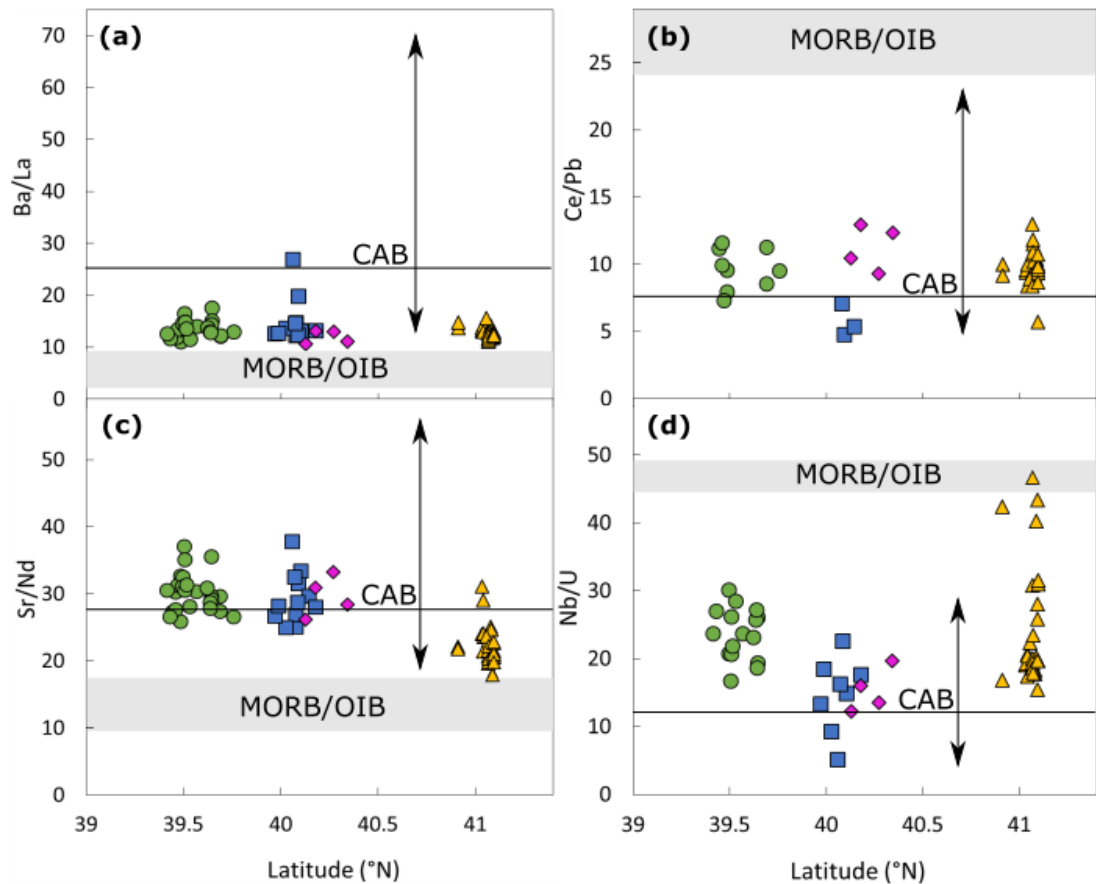 (a)
70
60
50
40
30
20
10
0
Ba/La
CAB
MORB/OIB
(b)
MORB/OIB
25
20
15
10
5
0
Ce/Pb
CAB
(c)
50
40
30
20
10
0
Sr/Nd
CAB
MORB/OIB
39
39.5
40
40.5
41
Latitude (°N)
(d)
50
40
30
20
10
0
Nb/U
MORB/OIB
CAB
39
39.5
40
40.5
41
Latitude (°N)